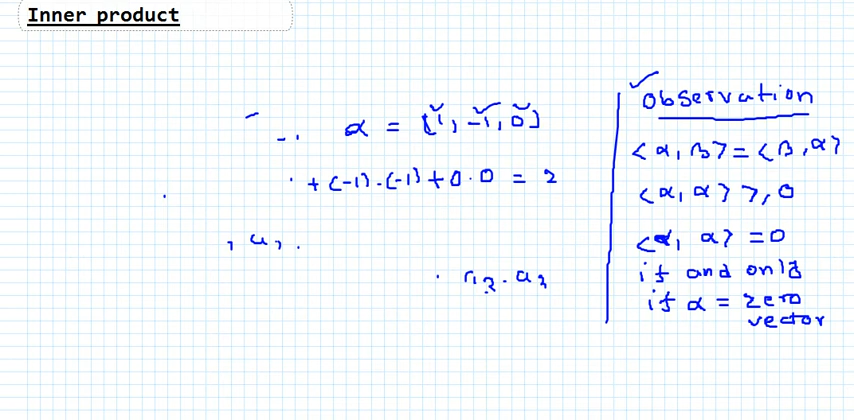 Inner product
α = [1, -1, 0]
+ (-1)·(-1) + 0·0 = 2
, a,
a3
Observation
<α, β> = <β, α>
<α, α> ≥ 0
<α, α> = 0
if and only
if α = zero
vector